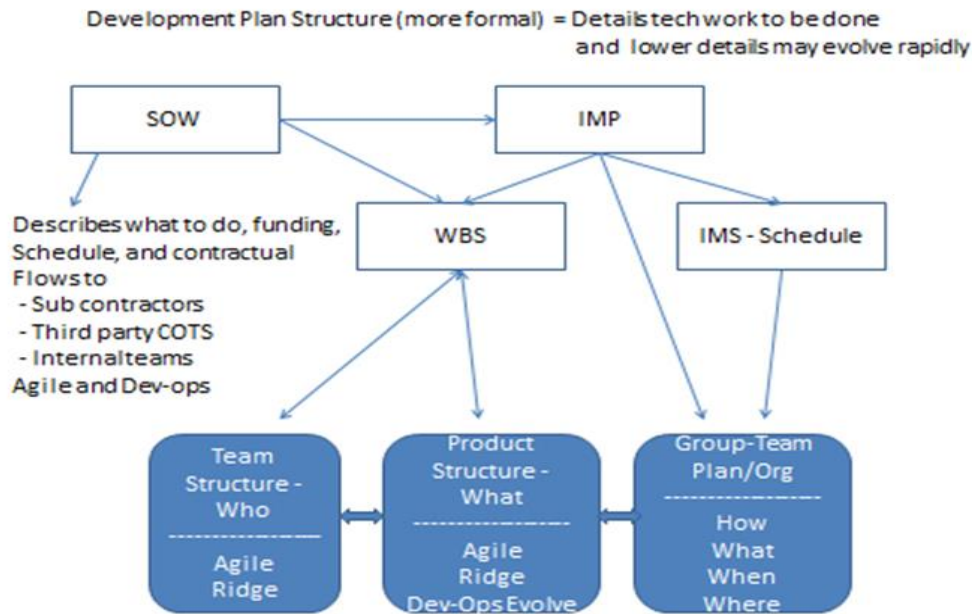 Development Plan Structure (more formal) = Details tech work to be done
and lower details may evolve rapidly
SOW
IMP
Describes what to do, funding,
Schedule, and contractual
Flows to
- Sub contractors
- Third party COTS
- Internal teams
Agile and Dev-ops
WBS
IMS - Schedule
Team
Structure -
Who
--------------------
Agile
Ridge
Product
Structure -
What
--------------------
Agile
Ridge
Dev-Ops Evolve
Group-Team
Plan/Org
--------------------
How
What
When
Where